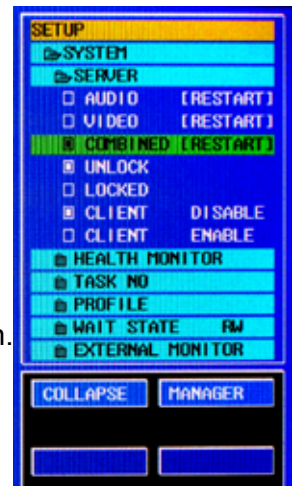 SETUP
SYSTEM
SERVER
AUDIO [RESTART]
VIDEO [RESTART]
COMBINED [RESTART]
UNLOCK
LOCKED
CLIENT DISABLE
CLIENT ENABLE
HEALTH MONITOR
TASK NO
PROFILE
WAIT STATE RW
EXTERNAL MONITOR
COLLAPSE MANAGER